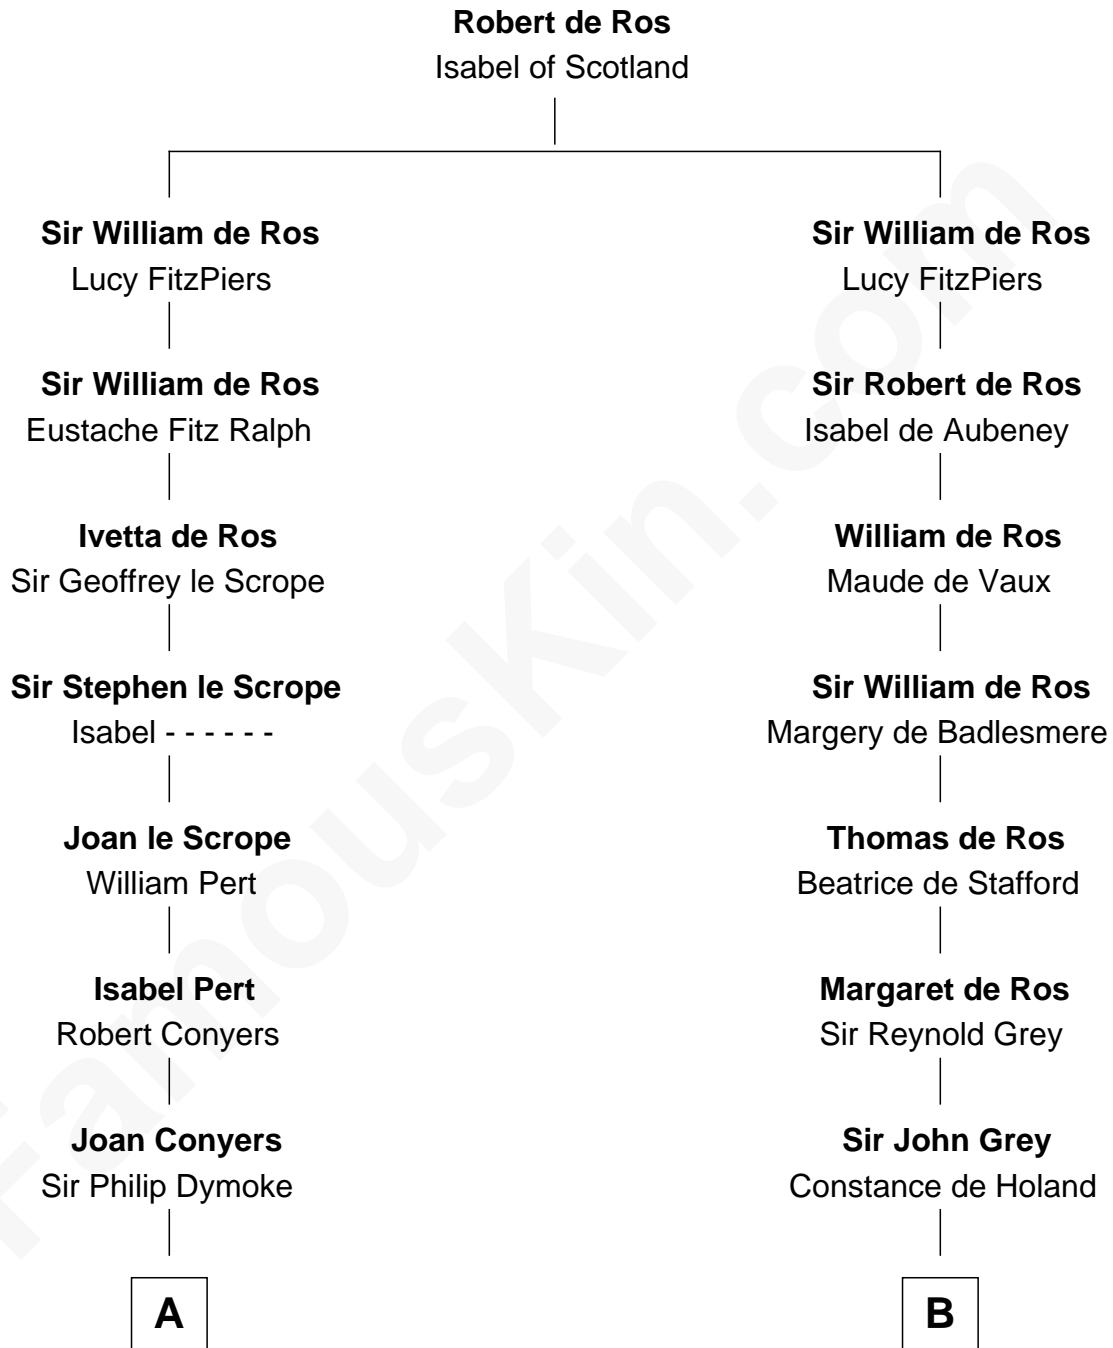 Robert de Ros
Isabel of Scotland
Sir William de Ros
Lucy FitzPiers
Sir William de Ros
Eustache Fitz Ralph
Ivetta de Ros
Sir Geoffrey le Scrope
Sir Stephen le Scrope
Isabel - - - - - -
Joan le Scrope
William Pert
Isabel Pert
Robert Conyers
Joan Conyers
Sir Philip Dymoke
A
Sir William de Ros
Lucy FitzPiers
Sir Robert de Ros
Isabel de Aubeney
William de Ros
Maude de Vaux
Sir William de Ros
Margery de Badlesmere
Thomas de Ros
Beatrice de Stafford
Margaret de Ros
Sir Reynold Grey
Sir John Grey
Constance de Holand
B
FamousKin.com